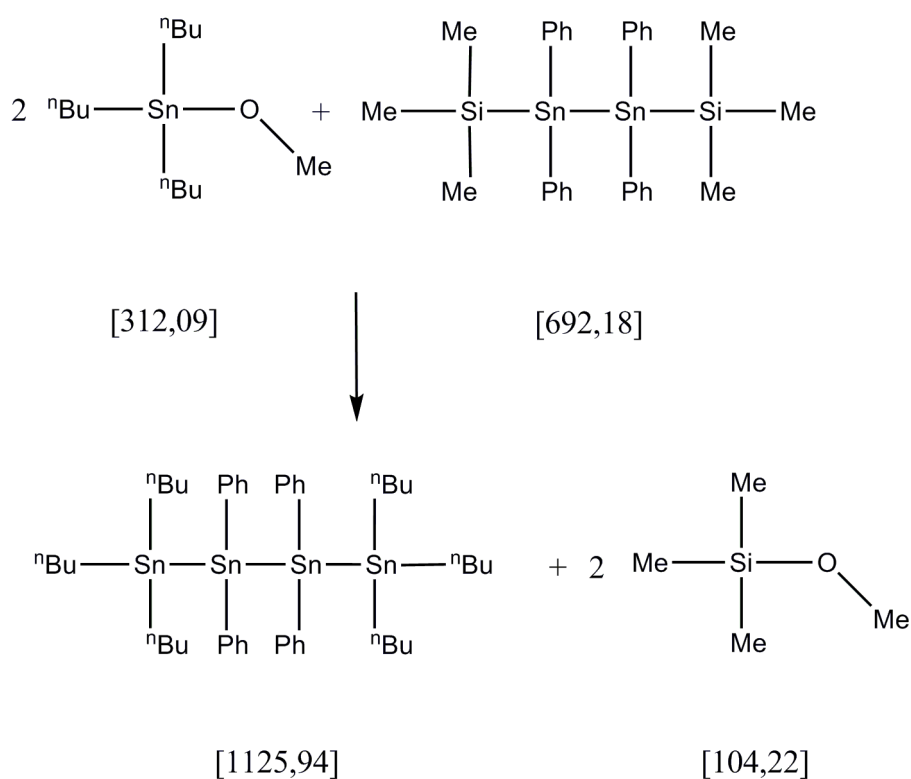 ⁿBu Ph Ph Me Me
Me
2 ⁿBu Sn O + Me Si Sn Sn Si Me
Me
ⁿBu Me Ph Ph Me
[312,09] [692,18]
ⁿBu Ph Ph ⁿBu Me
ⁿBu Sn Sn Sn Sn ⁿBu + 2 Me Si O
Me
ⁿBu Ph Ph ⁿBu Me
[1125,94] [104,22]